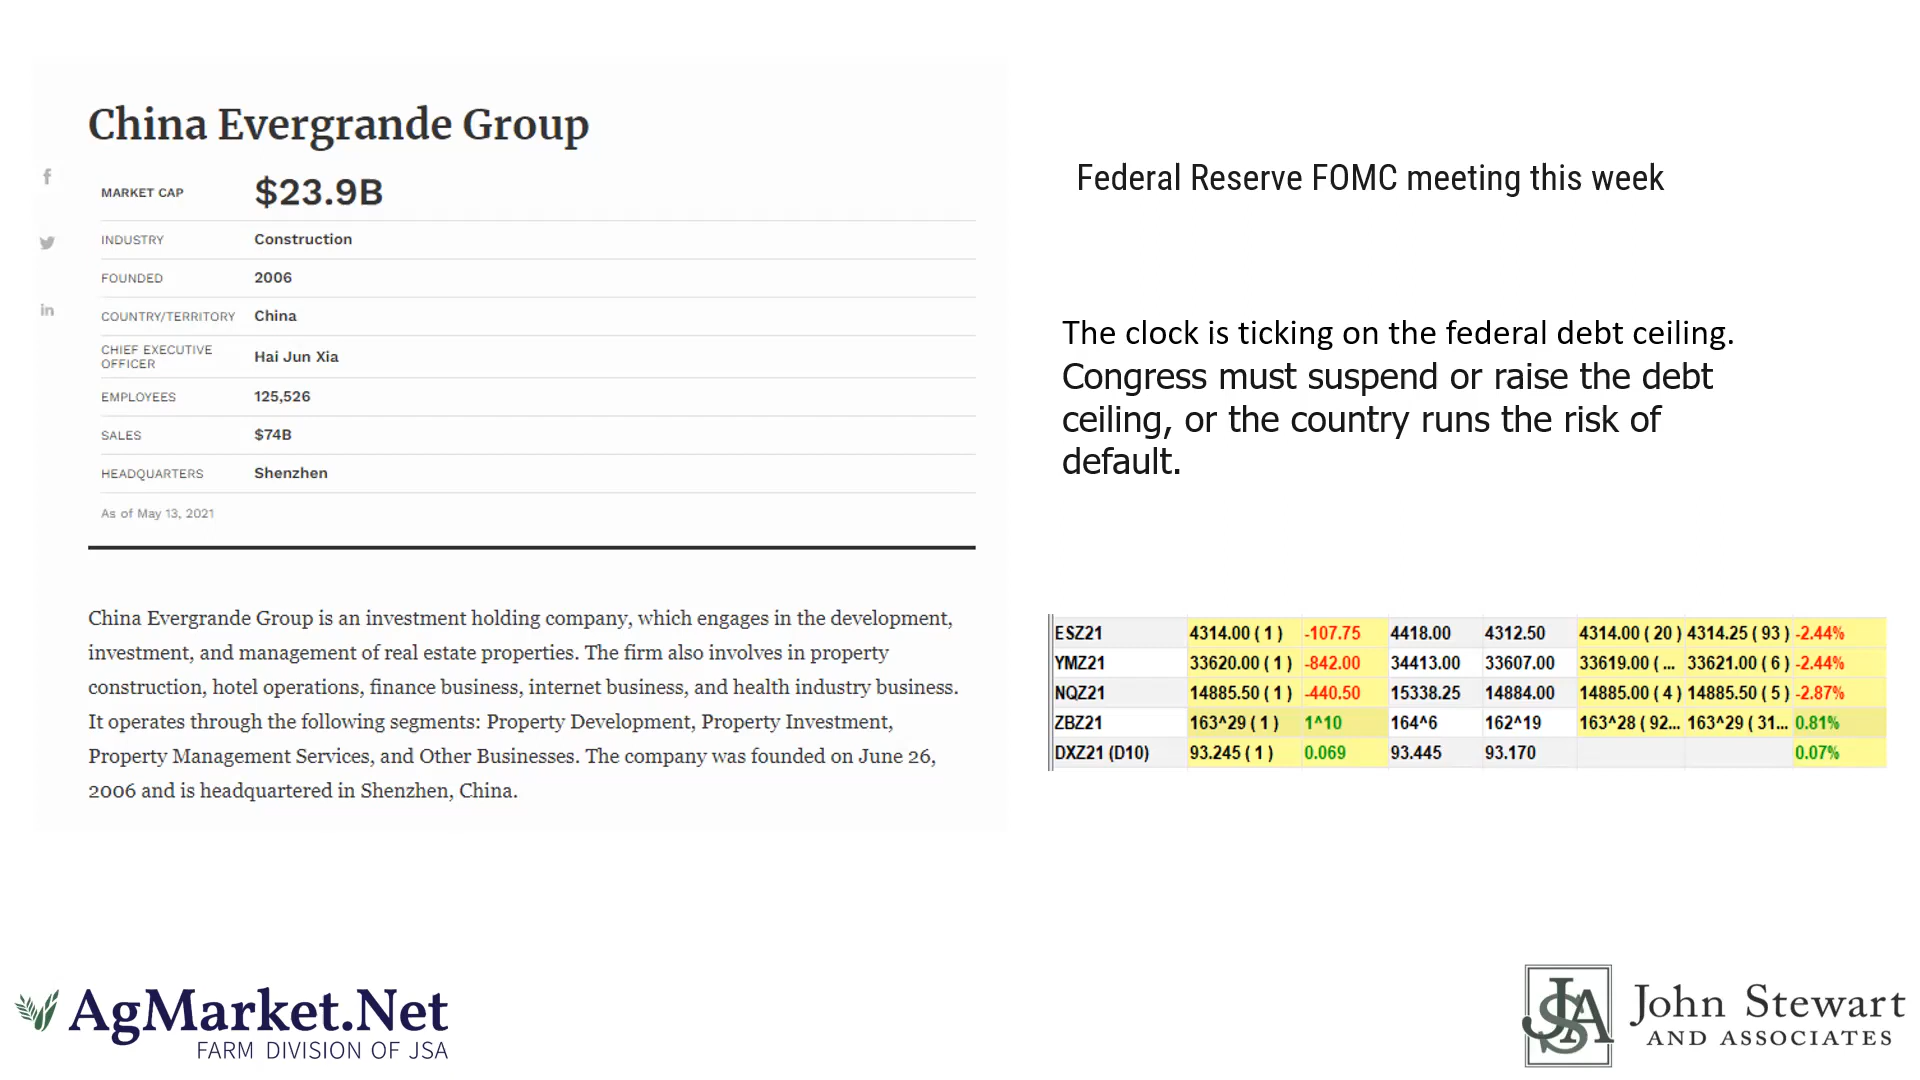 China Evergrande Group
MARKET CAP $23.9B
INDUSTRY Construction
FOUNDED 2006
COUNTRY/TERRITORY China
CHIEF EXECUTIVE
OFFICER Hai Jun Xia
EMPLOYEES 125,526
SALES $74B
HEADQUARTERS Shenzhen
As of May 13, 2021
China Evergrande Group is an investment holding company, which engages in the development,
investment, and management of real estate properties. The firm also involves in property
construction, hotel operations, finance business, internet business, and health industry business.
It operates through the following segments: Property Development, Property Investment,
Property Management Services, and Other Businesses. The company was founded on June 26,
2006 and is headquartered in Shenzhen, China.
Federal Reserve FOMC meeting this week
The clock is ticking on the federal debt ceiling.
Congress must suspend or raise the debt
ceiling, or the country runs the risk of
default.
ESZ21 4314.00 ( 1 ) -107.75 4418.00 4312.50 4314.00 ( 20 ) 4314.25 ( 93 ) -2.44%
YMZ21 33620.00 ( 1 ) -842.00 34413.00 33607.00 33619.00 ( ... 33621.00 ( 6 ) -2.44%
NQZ21 14885.50 ( 1 ) -440.50 15338.25 14884.00 14885.00 ( 4 ) 14885.50 ( 5 ) -2.87%
ZBZ21 163^29 ( 1 ) 1^10 164^6 162^19 163^28 ( 92... 163^29 ( 31... 0.81%
DXZ21 (D10) 93.245 ( 1 ) 0.069 93.445 93.170 0.07%
AgMarket.Net
FARM DIVISION OF JSA
JSA
John Stewart
AND ASSOCIATES